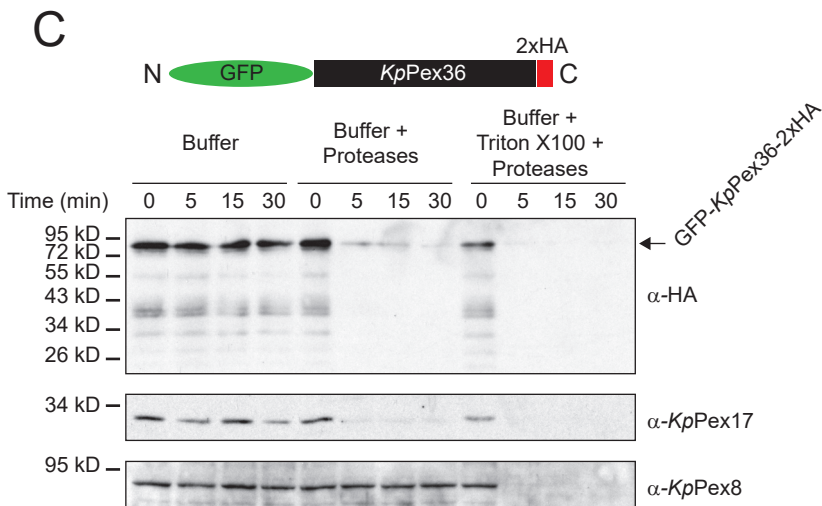 C
2xHA
N GFP KpPex36 C
Buffer
Buffer +
Proteases
Buffer +
Triton X100 +
Proteases
GFP-KpPex36-2xHA
Time (min) 0 5 15 30 0 5 15 30 0 5 15 30
95 kD
72 kD
55 kD
43 kD
34 kD
26 kD
α-HA
34 kD
α-KpPex17
95 kD
α-KpPex8